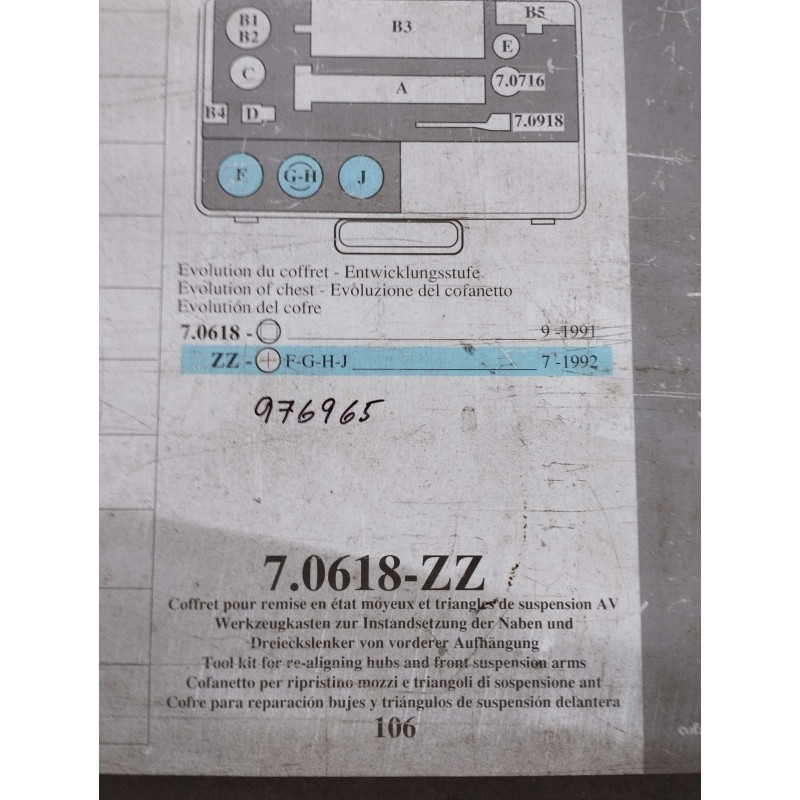 B1
B2
B3
B5
E
C
A
7.0716
B4
D
7.0918
F
G-H
J
Evolution du coffret - Entwicklungsstufe
Evolution of chest - Evoluzione del cofanetto
Evolutión del cofre
7.0618 - 9 -1991
ZZ - F-G-H-J 7 -1992
976965
7.0618-ZZ
Coffret pour remise en état moyeux et triangles de suspension AV
Werkzeugkasten zur Instandsetzung der Naben und
Dreieckslenker von vorderer Aufhängung
Tool kit for re-aligning hubs and front suspension arms
Cofanetto per ripristino mozzi e triangoli di sospensione ant
Cofre para reparación bujes y triángulos de suspensión delantera
106